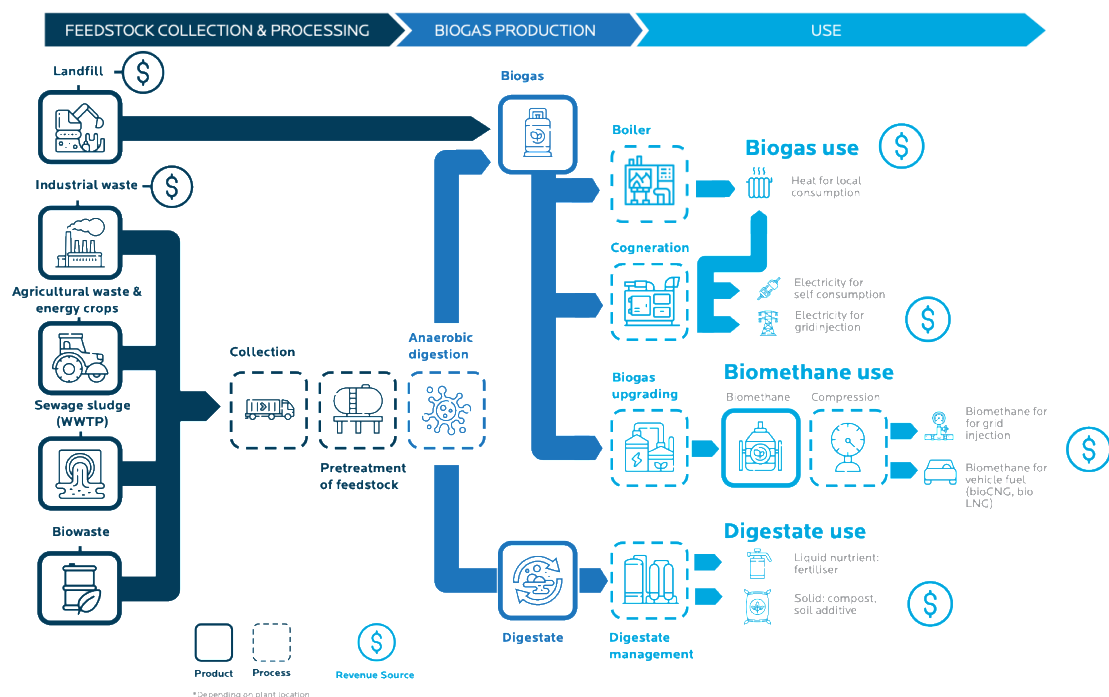 FEEDSTOCK COLLECTION & PROCESSING
BIOGAS PRODUCTION
USE
Landfill
$
Industrial waste
$
Agricultural waste &
energy crops
Sewage sludge
(WWTP)
Biowaste
Collection
Pretreatment
of feedstock
Anaerobic
digestion
Biogas
Boiler
Biogas use
$
Heat for local
consumption
Cogneration
Electricity for
self consumption
Electricity for
gridinjection
$
Biogas
upgrading
Biomethane use
Biomethane
Compression
Biomethane for
for grid
injection
Biomethane for
vehicle fuel
(bioCNG, bio
LNG)
$
Digestate use
Digestate
Digestate
management
Liquid nurtrient:
fertiliser
Solid: compost,
soil additive
$
Product
Process
$
Revenue Source
*Depending on plant location